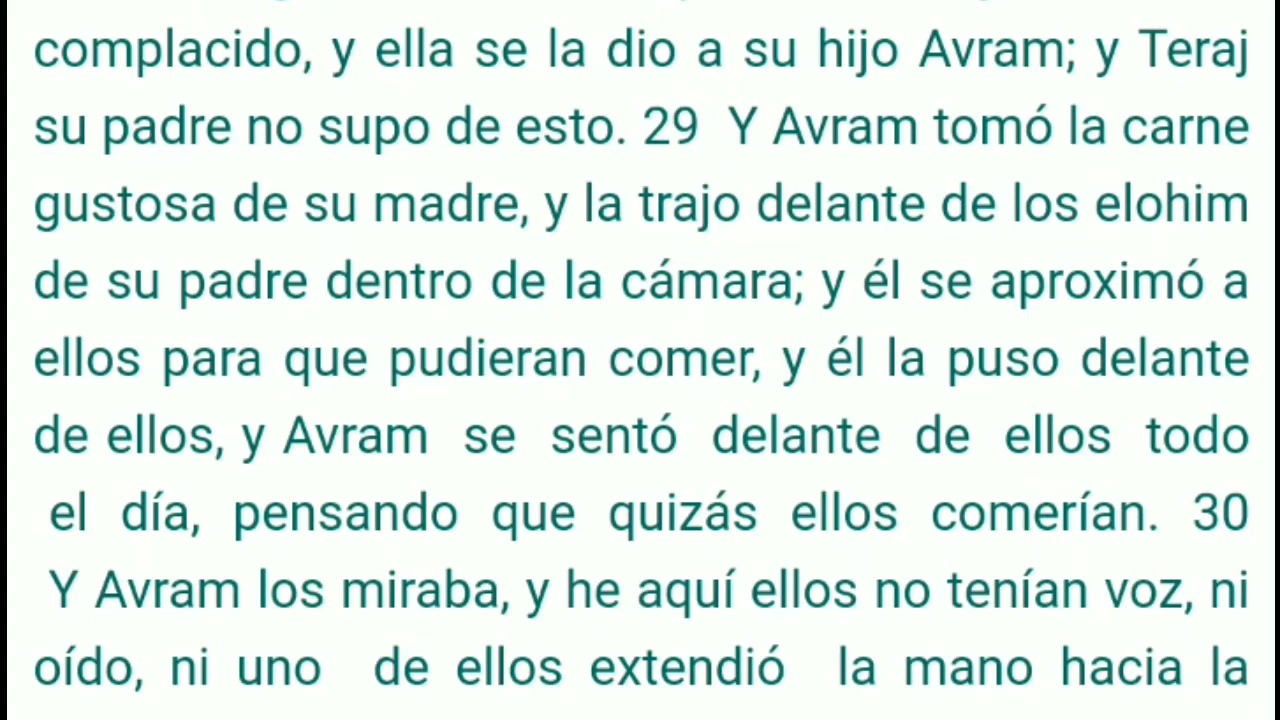 complacido, y ella se la dio a su hijo Avram; y Teraj
su padre no supo de esto. 29 Y Avram tomó la carne
gustosa de su madre, y la trajo delante de los elohim
de su padre dentro de la cámara; y él se aproximó a
ellos para que pudieran comer, y él la puso delante
de ellos, y Avram se sentó delante de ellos todo
el día, pensando que quizás ellos comerían. 30
Y Avram los miraba, y he aquí ellos no tenían voz, ni
oído, ni uno de ellos extendió la mano hacia la